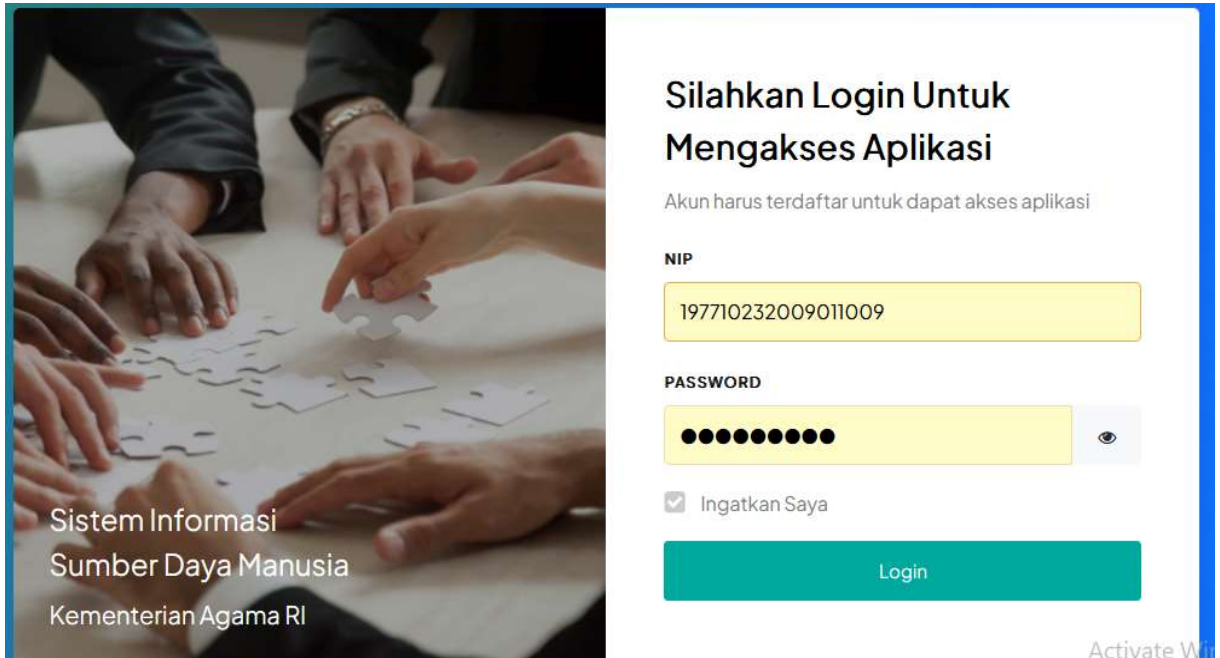 Sistem Informasi
Sumber Daya Manusia
Kementerian Agama RI
Silahkan Login Untuk
Mengakses Aplikasi
Akun harus terdaftar untuk dapat akses aplikasi
NIP
197710232009011009
PASSWORD
●●●●●●●●●
Ingatkan Saya
Login
Activate Win